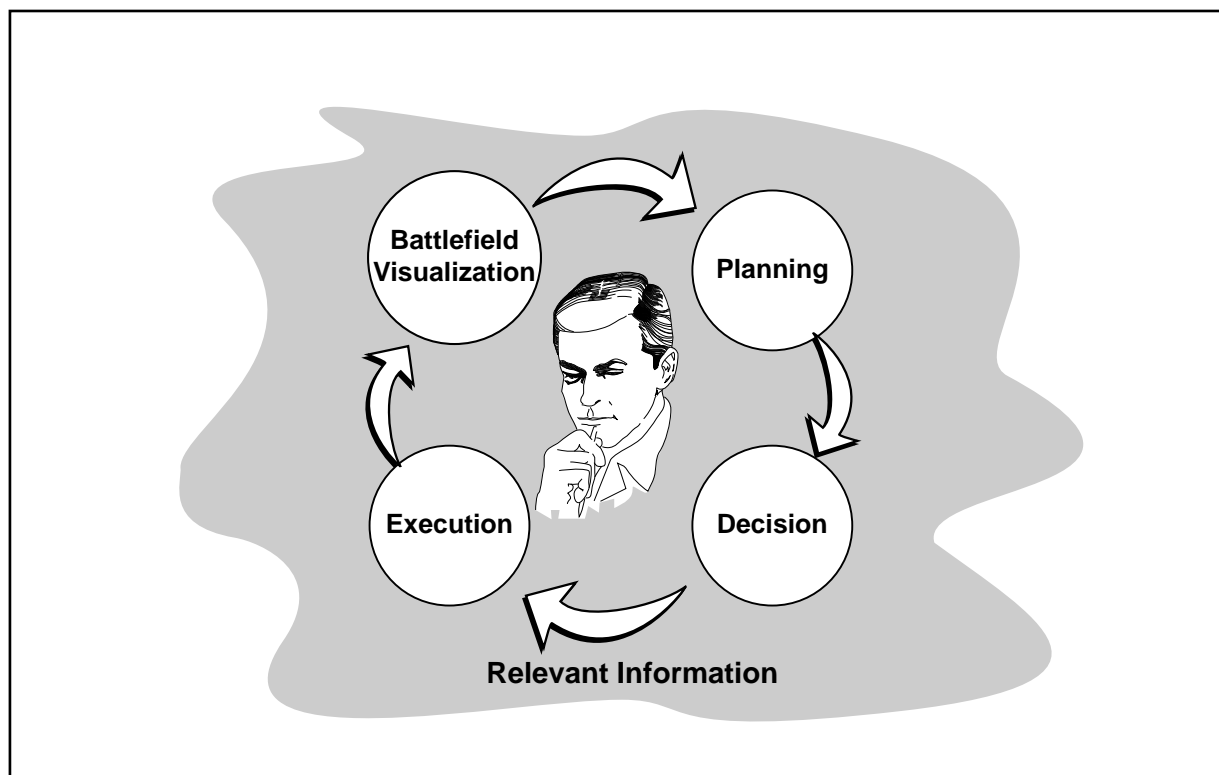 Battlefield
Visualization
Planning
Execution
Decision
Relevant Information